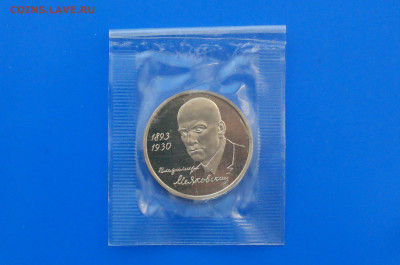 COINS.LAVE.RU
1893
1930
Владимир
Маяковский